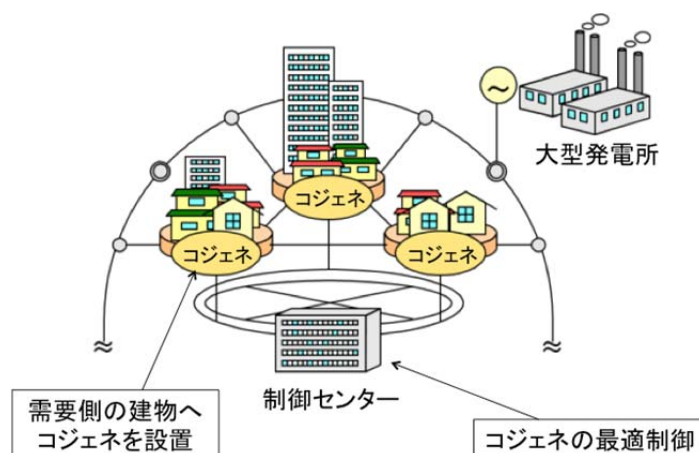 大型発電所
コジェネ
コジェネ
コジェネ
制御センター
需要側の建物へ
コジェネを設置
コジェネの最適制御